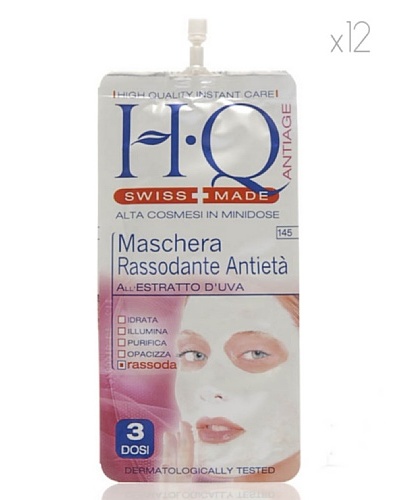 x12
HIGH QUALITY INSTANT CARE
H·Q
ANTIAGE
SWISS + MADE
ALTA COSMESI IN MINIDOSE
145
Maschera
Rassodante Antietà
ALL'ESTRATTO D'UVA
IDRATA
ILLUMINA
PURIFICA
OPACIZZA
rassoda
3
DOSI
DERMATOLOGICALLY TESTED